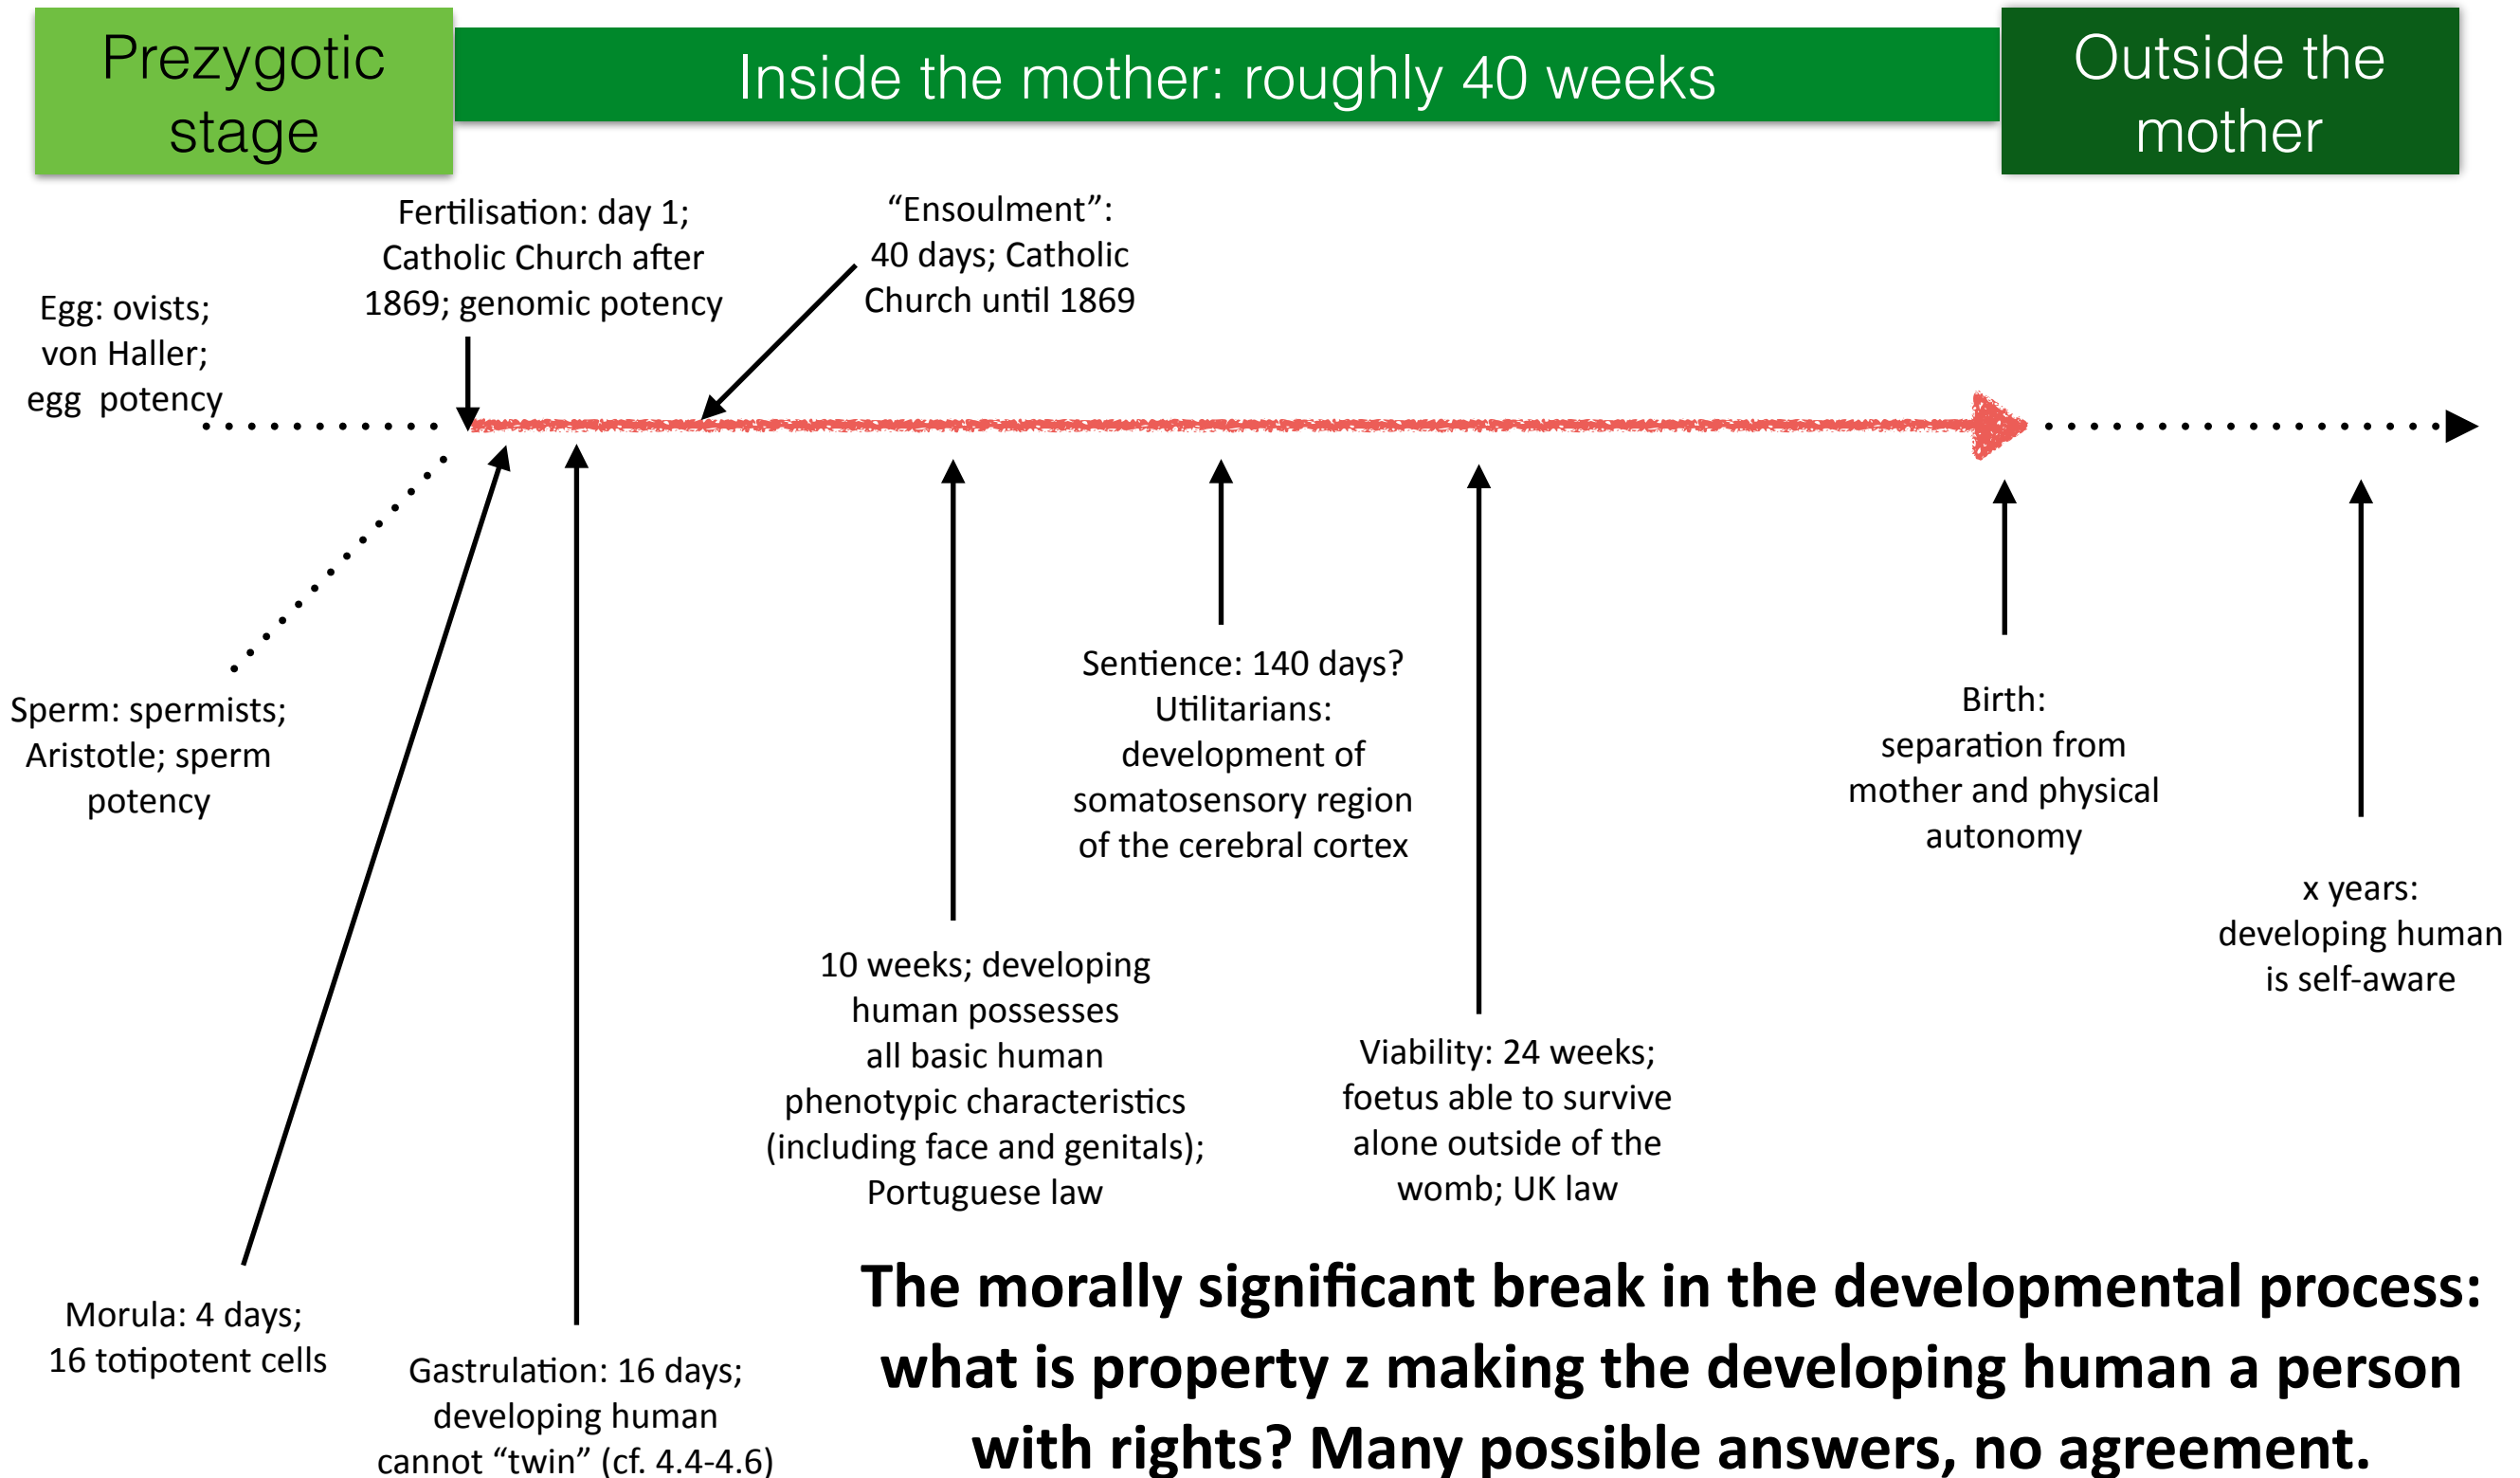 Prezygotic
stage
Inside the mother: roughly 40 weeks
Outside the
mother
Fertilisation: day 1;
Catholic Church after
1869; genomic potency
“Ensoulment”:
40 days; Catholic
Church until 1869
Egg: ovists;
von Haller;
egg potency
Sperm: spermists;
Aristotle; sperm
potency
Sentience: 140 days?
Utilitarians:
development of
somatosensory region
of the cerebral cortex
Birth:
separation from
mother and physical
autonomy
x years:
developing human
is self-aware
10 weeks; developing
human possesses
all basic human
phenotypic characteristics
(including face and genitals);
Portuguese law
Viability: 24 weeks;
foetus able to survive
alone outside of the
womb; UK law
Morula: 4 days;
16 totipotent cells
Gastrulation: 16 days;
developing human
cannot “twin” (cf. 4.4-4.6)
The morally significant break in the developmental process:
what is property z making the developing human a person
with rights? Many possible answers, no agreement.